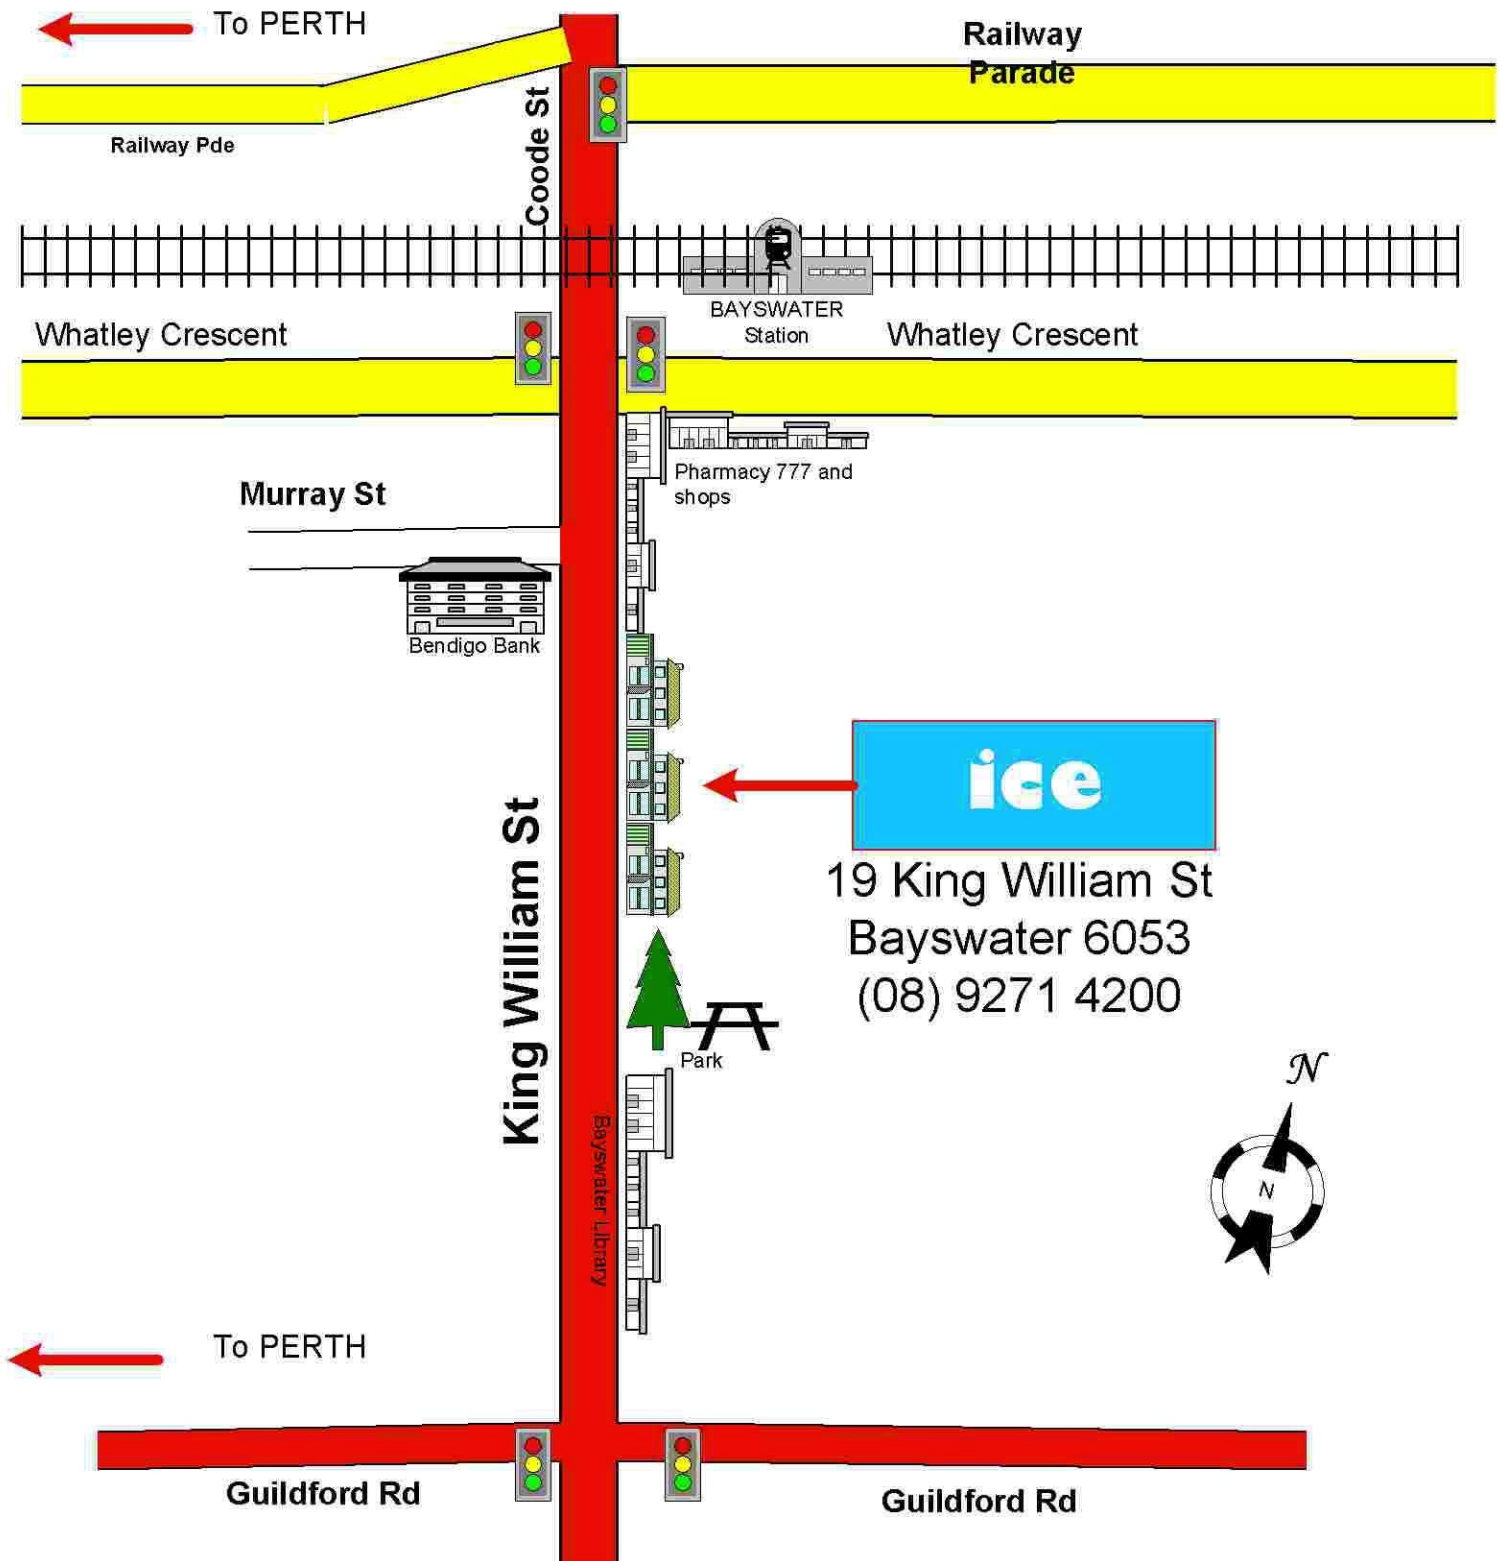 To PERTH
Railway
Parade
Coode St
Railway Pde
BAYSWATER
Station
Whatley Crescent
Whatley Crescent
Pharmacy 777 and
shops
Murray St
Bendigo Bank
ice
19 King William St
Bayswater 6053
(08) 9271 4200
King William St
Park
N
N
Bayswater Library
To PERTH
Guildford Rd
Guildford Rd